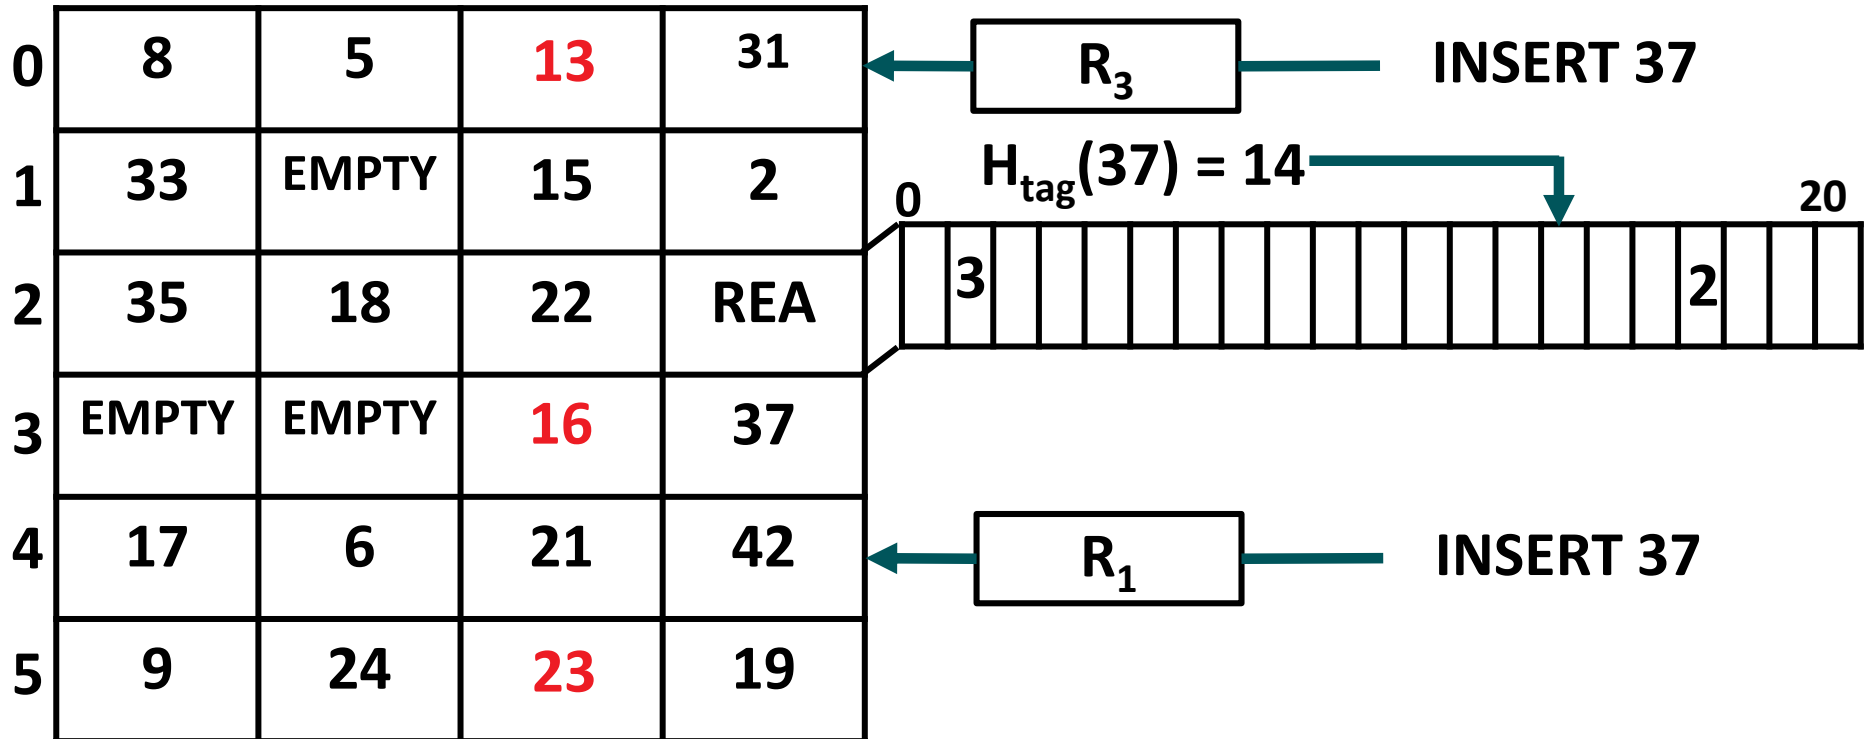 0 8 5 13 31 R3 INSERT 37
1 33 EMPTY 15 2 Htag(37) = 14
0 20
2 35 18 22 REA 3 2
3 EMPTY EMPTY 16 37
4 17 6 21 42 R1 INSERT 37
5 9 24 23 19